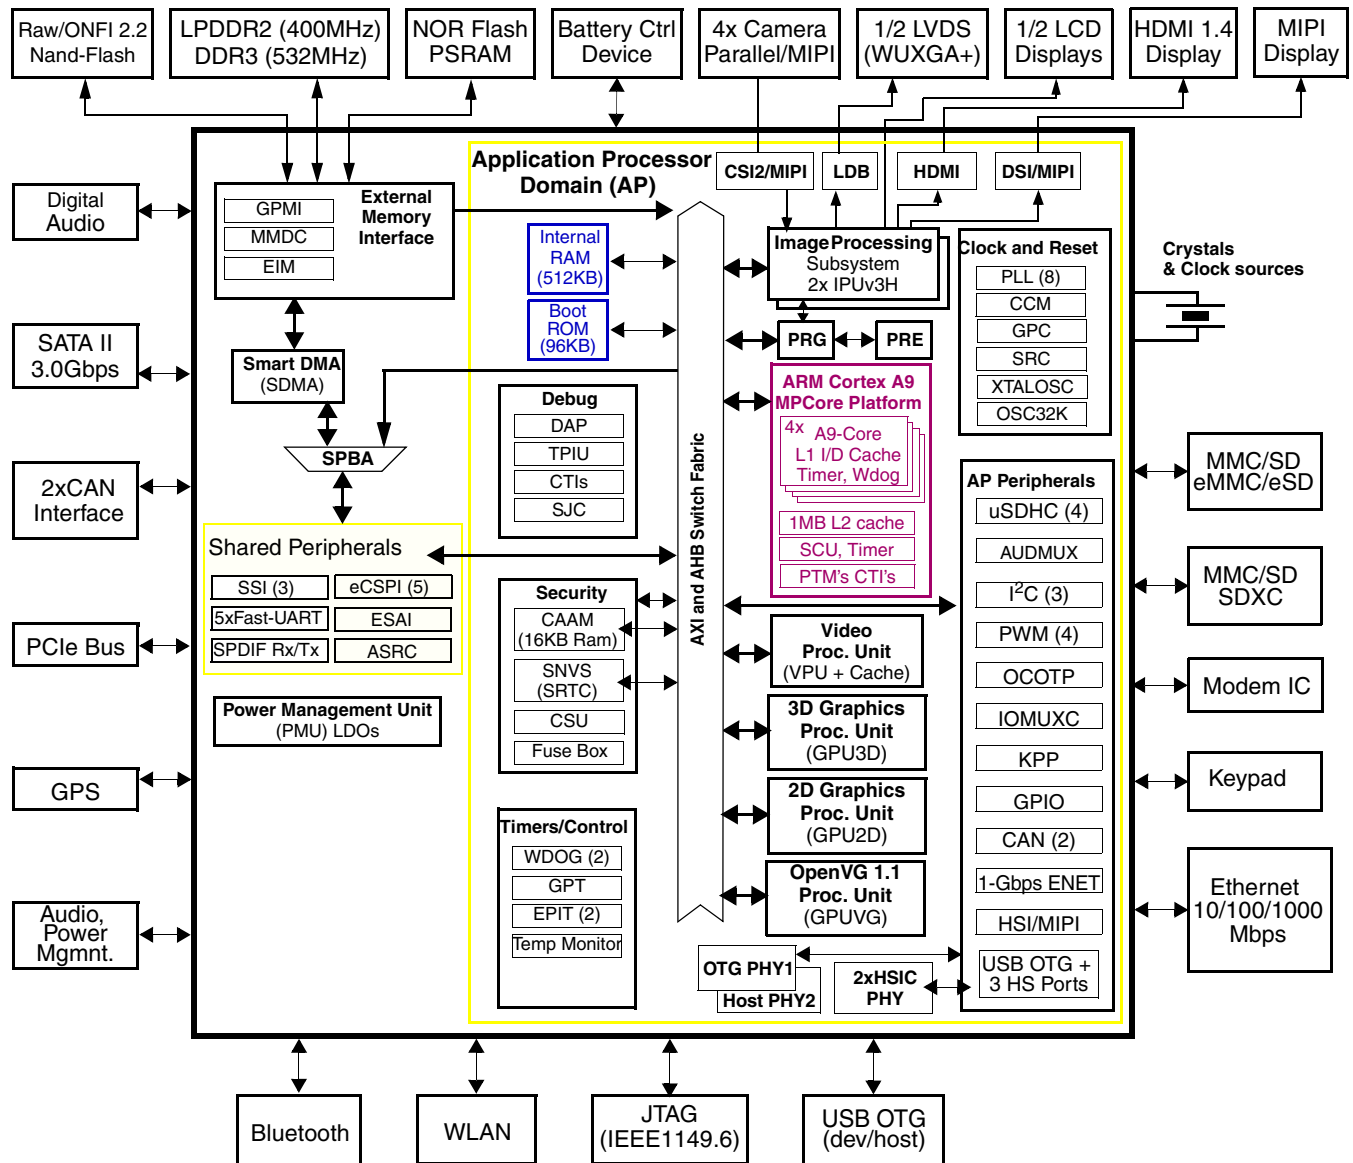 Raw/ONFI 2.2
Nand-Flash
LPDDR2 (400MHz)
DDR3 (532MHz)
NOR Flash
PSRAM
Battery Ctrl
Device
4x Camera
Parallel/MIPI
1/2 LVDS
(WUXGA+)
1/2 LCD
Displays
HDMI 1.4
Display
MIPI
Display
Digital
Audio
SATA II
3.0Gbps
2xCAN
Interface
PCIe Bus
GPS
Audio,
Power
Mgmnt.
External
Memory
Interface
GPMI
MMDC
EIM
Smart DMA
(SDMA)
SPBA
Shared Peripherals
SSI (3)
eCSPI (5)
5xFast-UART
ESAI
SPDIF Rx/Tx
ASRC
Power Management Unit
(PMU) LDOs
Application Processor
Domain (AP)
Internal
RAM
(512KB)
Boot
ROM
(96KB)
Debug
DAP
TPIU
CTIs
SJC
Security
CAAM
(16KB Ram)
SNVS
(SRTC)
CSU
Fuse Box
Timers/Control
WDOG (2)
GPT
EPIT (2)
Temp Monitor
AXI and AHB Switch Fabric
CSI2/MIPI
LDB
HDMI
DSI/MIPI
Image Processing
Subsystem
2x IPUv3H
PRG
PRE
ARM Cortex A9
MPCore Platform
4x
A9-Core
L1 I/D Cache
Timer, Wdog
1MB L2 cache
SCU, Timer
PTM's CTI's
Video
Proc. Unit
(VPU + Cache)
3D Graphics
Proc. Unit
(GPU3D)
2D Graphics
Proc. Unit
(GPU2D)
OpenVG 1.1
Proc. Unit
(GPUVG)
OTG PHY1
Host PHY2
2xHSIC
PHY
Clock and Reset
PLL (8)
CCM
GPC
SRC
XTALOSC
OSC32K
AP Peripherals
uSDHC (4)
AUDMUX
I²C (3)
PWM (4)
OCOTP
IOMUXC
KPP
GPIO
CAN (2)
1-Gbps ENET
HSI/MIPI
USB OTG +
3 HS Ports
Crystals
& Clock sources
MMC/SD
eMMC/eSD
MMC/SD
SDXC
Modem IC
Keypad
Ethernet
10/100/1000
Mbps
Bluetooth
WLAN
JTAG
(IEEE1149.6)
USB OTG
(dev/host)